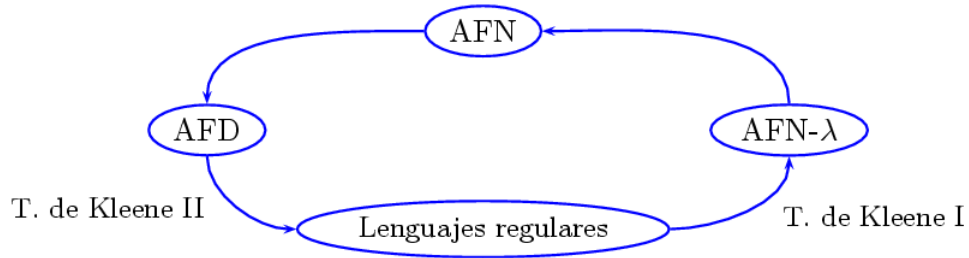 AFN
AFD
AFN-λ
T. de Kleene II
Lenguajes regulares
T. de Kleene I